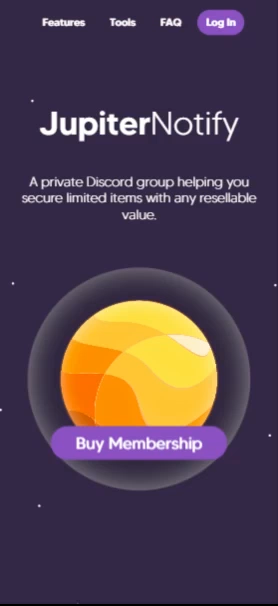 Features Tools FAQ Log In
JupiterNotify
A private Discord group helping you
secure limited items with any resellable
value.
Buy Membership